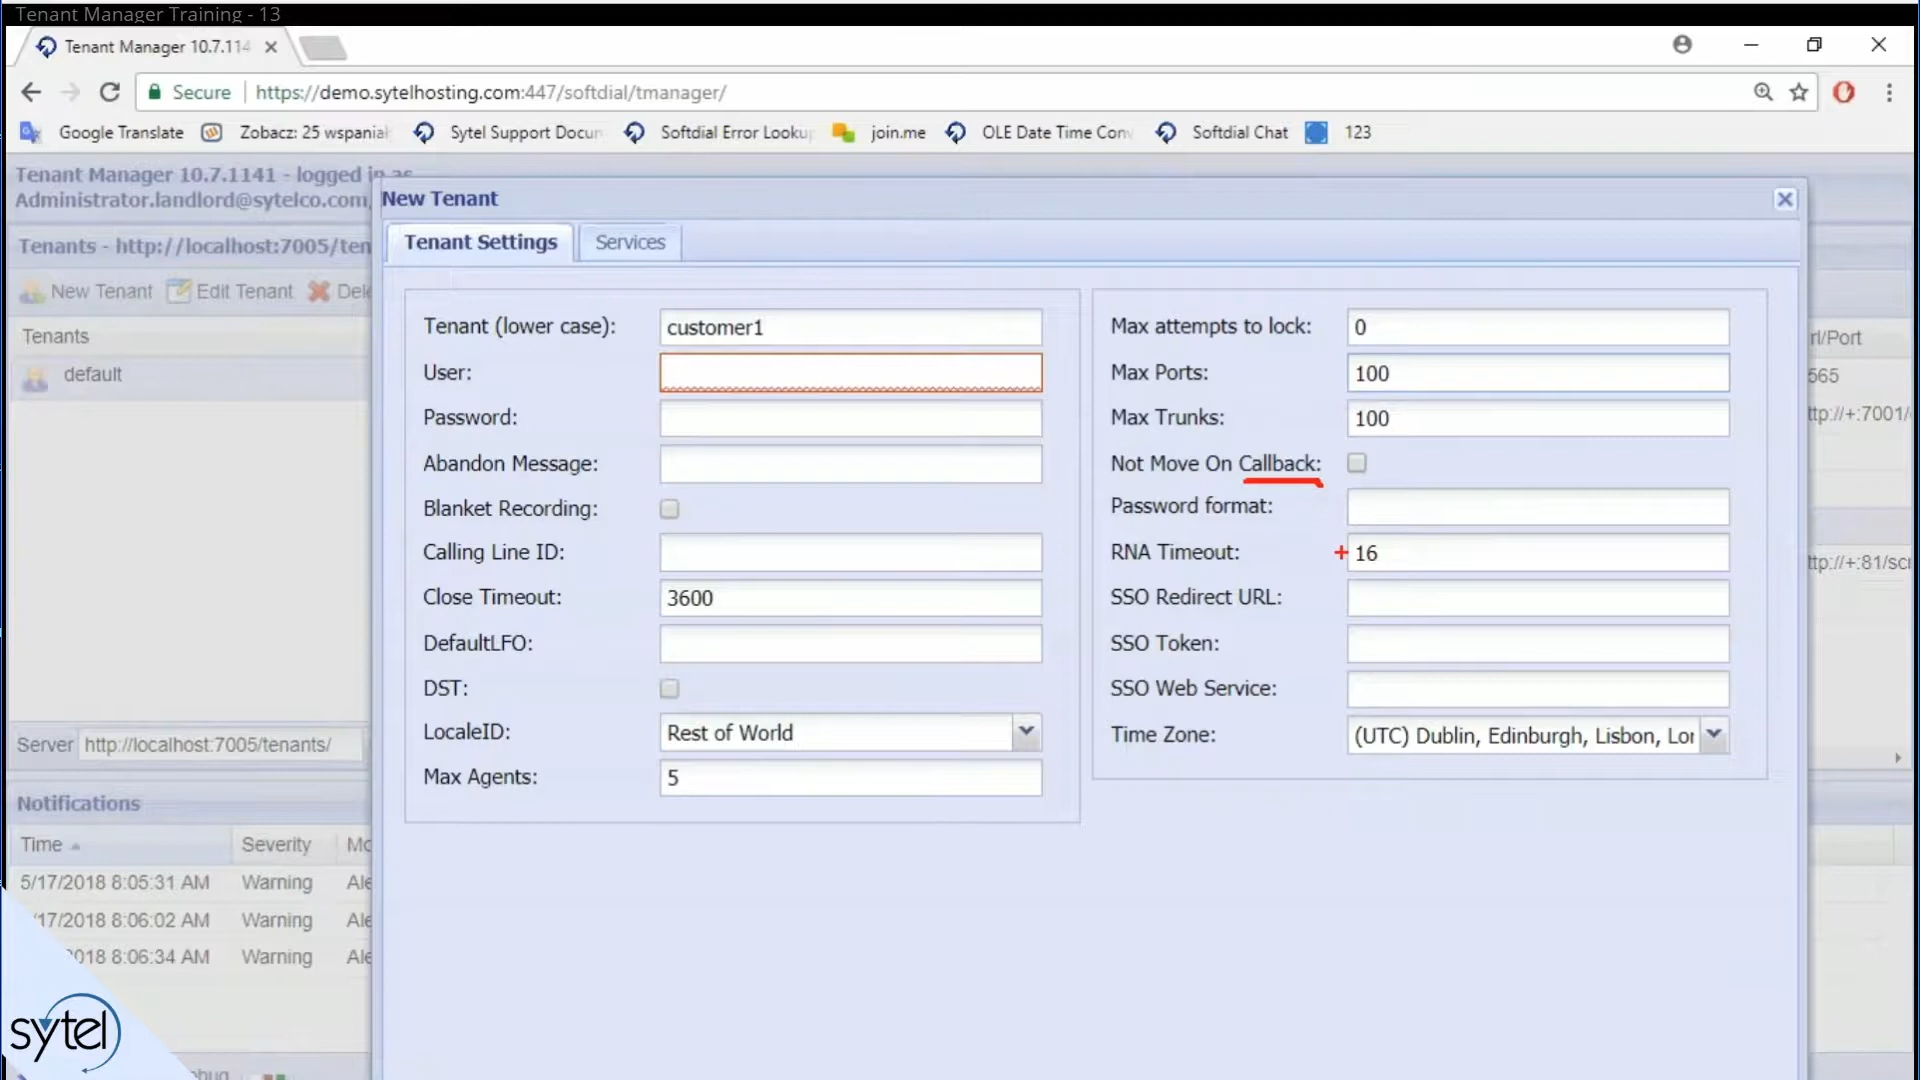 Tenant Manager Training - 13
Tenant Manager 10.7.114
Secure https://demo.sytelhosting.com:447/softdial/tmanager/
Google Translate Zobacz: 25 wspaniał Sytel Support Docum Softdial Error Looku join.me OLE Date Time Conv Softdial Chat 123
Tenant Manager 10.7.1141 - logged in as
Administrator.landlord@sytelco.com,
New Tenant
Tenant Settings Services
Tenants - http://localhost:7005/ten
New Tenant Edit Tenant Dele
Tenants
default
Tenant (lower case): customer1
User:
Password:
Abandon Message:
Blanket Recording:
Calling Line ID:
Close Timeout: 3600
DefaultLFO:
DST:
LocaleID: Rest of World
Max Agents: 5
Max attempts to lock: 0
Max Ports: 100
Max Trunks: 100
Not Move On Callback:
Password format:
RNA Timeout: + 16
SSO Redirect URL:
SSO Token:
SSO Web Service:
Time Zone: (UTC) Dublin, Edinburgh, Lisbon, Lor
rl/Port
565
ttp://+:7001/
ttp://+:81/scr
Server http://localhost:7005/tenants/
Notifications
Time Severity Mo
5/17/2018 8:05:31 AM Warning Ale
/17/2018 8:06:02 AM Warning Ale
2018 8:06:34 AM Warning Ale
sytel